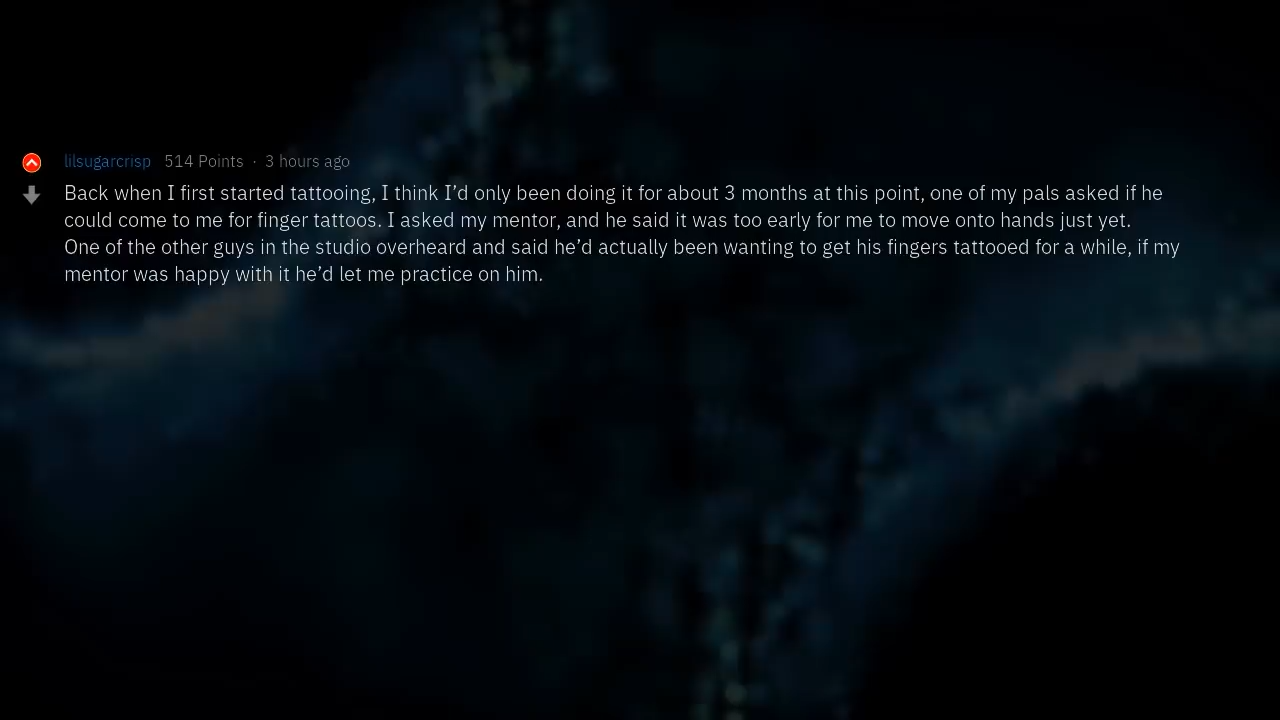 lilsugarcrisp 514 Points · 3 hours ago
Back when I first started tattooing, I think I’d only been doing it for about 3 months at this point, one of my pals asked if he
could come to me for finger tattoos. I asked my mentor, and he said it was too early for me to move onto hands just yet.
One of the other guys in the studio overheard and said he’d actually been wanting to get his fingers tattooed for a while, if my
mentor was happy with it he’d let me practice on him.